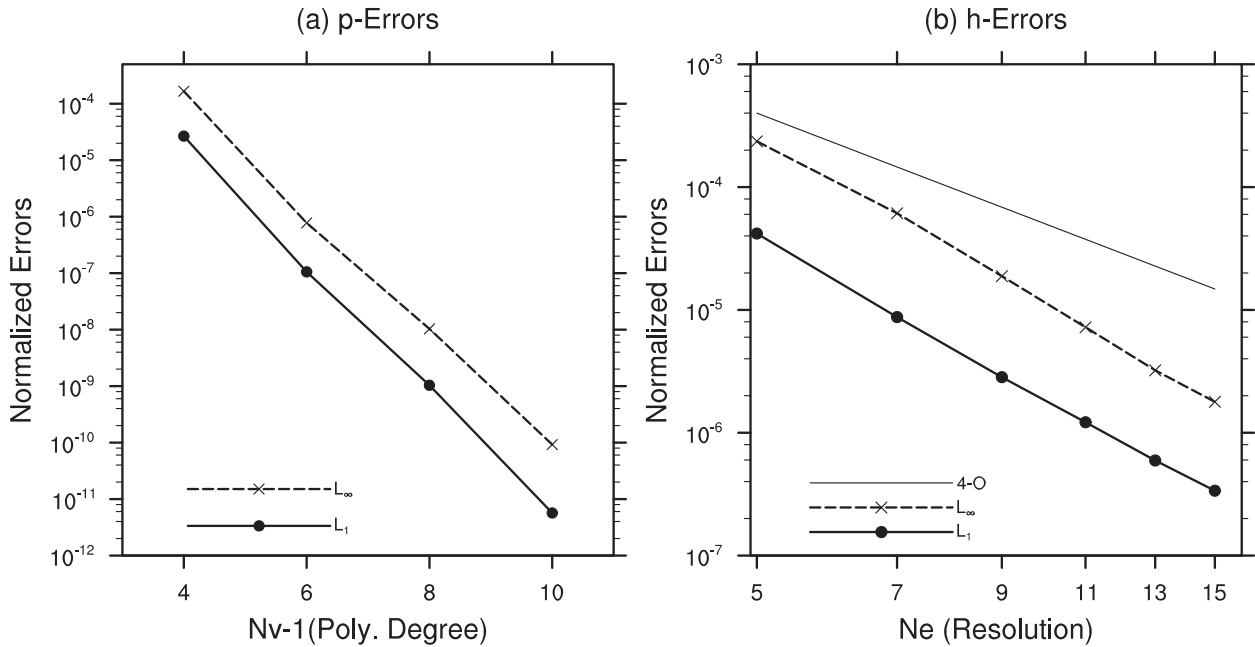 (a) p-Errors
10⁻⁴
10⁻⁵
10⁻⁶
10⁻⁷
10⁻⁸
10⁻⁹
10⁻¹⁰
10⁻¹¹
10⁻¹²
Normalized Errors
L∞
L₁
4 6 8 10
Nv-1(Poly. Degree)
(b) h-Errors
10⁻³
10⁻⁴
10⁻⁵
10⁻⁶
10⁻⁷
Normalized Errors
4-O
L∞
L₁
5 7 9 11 13 15
Ne (Resolution)